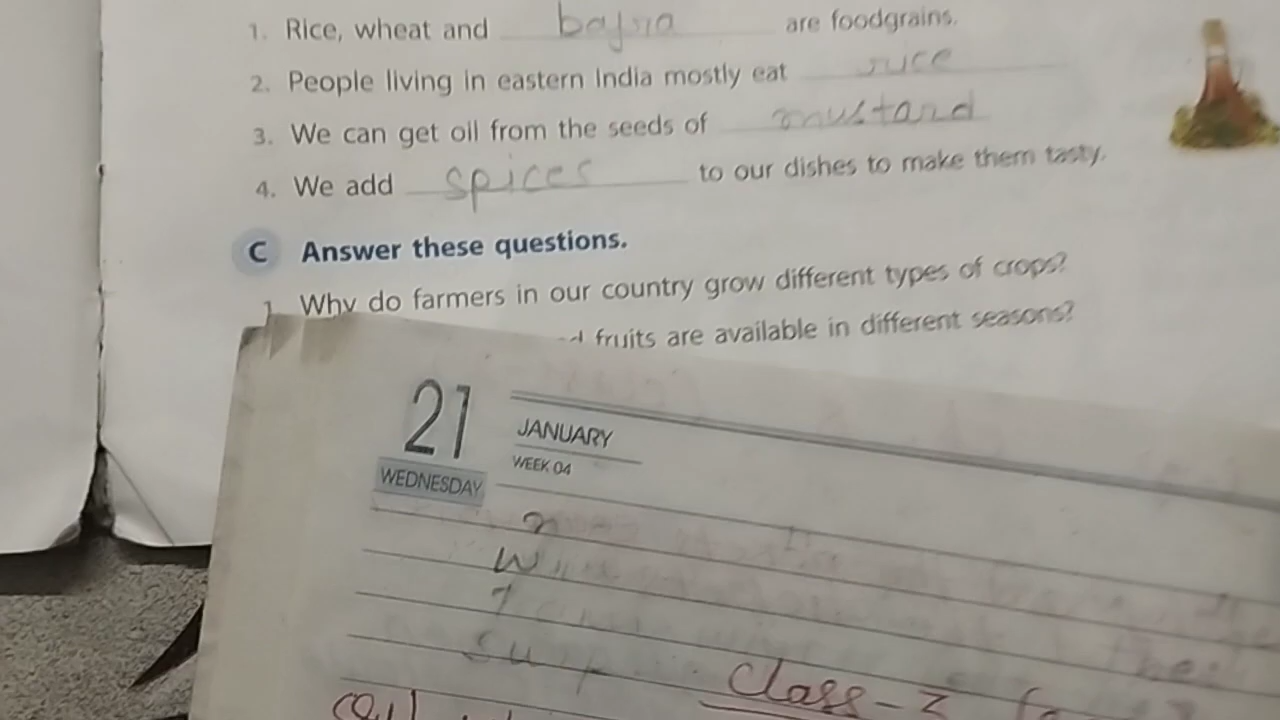 1. Rice, wheat and bajra are foodgrains.
2. People living in eastern India mostly eat rice
3. We can get oil from the seeds of mustard
4. We add spices to our dishes to make them tasty.
C Answer these questions.
1. Why do farmers in our country grow different types of crops?
fruits are available in different seasons?
21 JANUARY
WEDNESDAY WEEK 04
Class-3